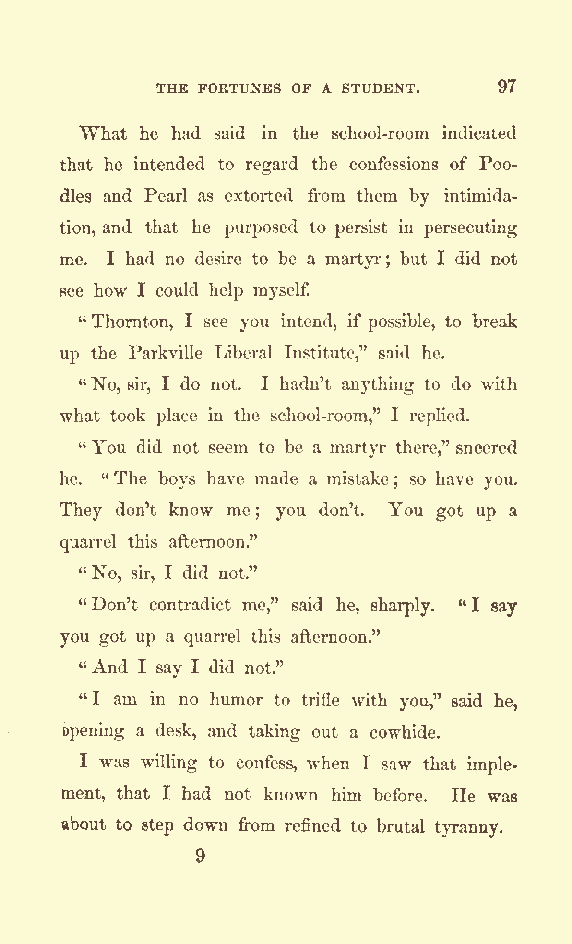 THE FORTUNES OF A STUDENT. 97
What he had said in the school-room indicated
that he intended to regard the confessions of Poo-
dles and Pearl as extorted from them by intimida-
tion, and that he purposed to persist in persecuting
me. I had no desire to be a martyr; but I did not
see how I could help myself.
"Thornton, I see you intend, if possible, to break
up the Parkville Liberal Institute," said he.
"No, sir, I do not. I hadn't anything to do with
what took place in the school-room," I replied.
"You did not seem to be a martyr there," sneered
he. "The boys have made a mistake; so have you.
They don't know me; you don't. You got up a
quarrel this afternoon."
"No, sir, I did not."
"Don't contradict me," said he, sharply. "I say
you got up a quarrel this afternoon."
"And I say I did not."
"I am in no humor to trifle with you," said he,
opening a desk, and taking out a cowhide.
I was willing to confess, when I saw that imple-
ment, that I had not known him before. He was
about to step down from refined to brutal tyranny.
9